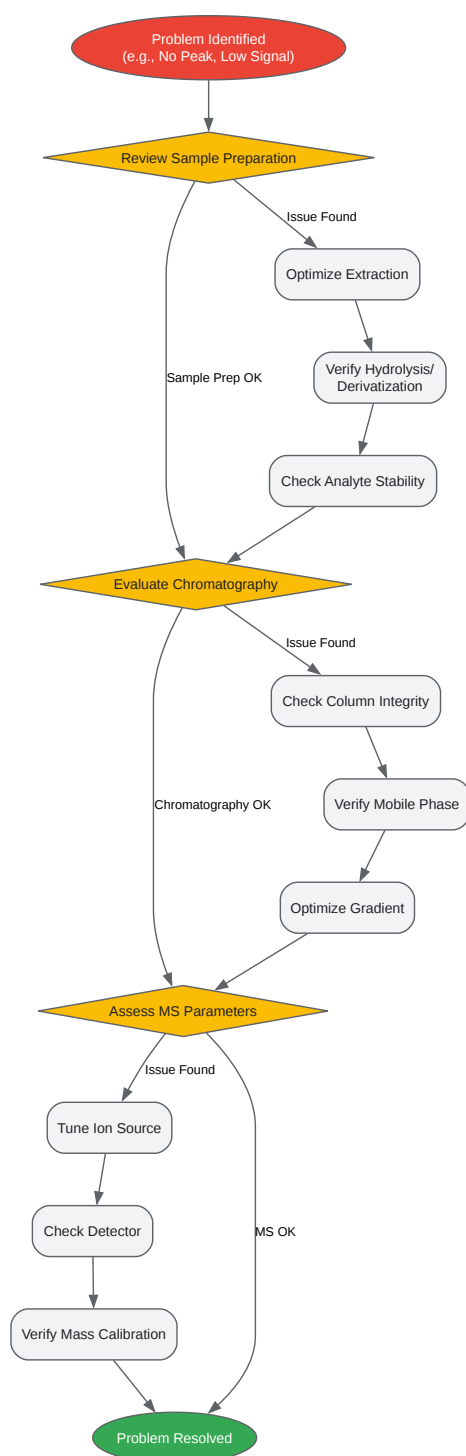 Problem Identified
(e.g., No Peak, Low Signal)
Review Sample Preparation
Issue Found
Optimize Extraction
Verify Hydrolysis/
Derivatization
Sample Prep OK
Check Analyte Stability
Evaluate Chromatography
Issue Found
Check Column Integrity
Chromatography OK
Verify Mobile Phase
Optimize Gradient
Assess MS Parameters
Issue Found
Tune Ion Source
Check Detector
MS OK
Verify Mass Calibration
Problem Resolved